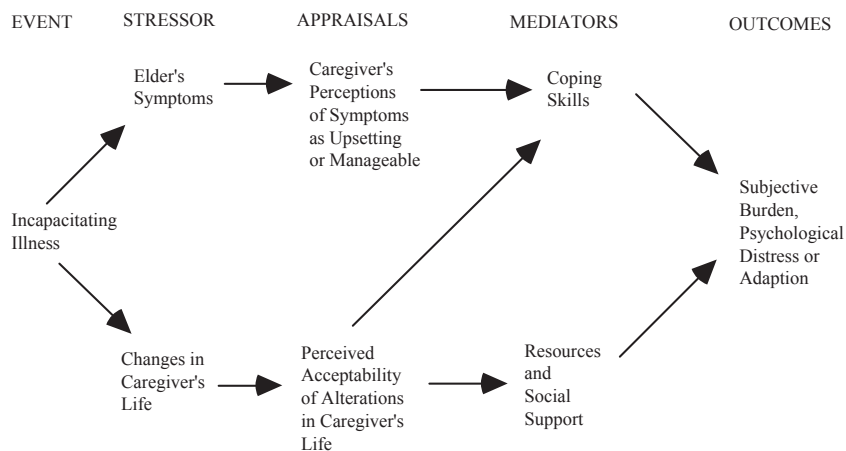 EVENT STRESSOR APPRAISALS MEDIATORS OUTCOMES
Elder's
Symptoms
Caregiver's
Perceptions
of Symptoms
as Upsetting
or Manageable
Coping
Skills
Incapacitating
Illness
Subjective
Burden,
Psychological
Distress or
Adaption
Changes in
Caregiver's
Life
Perceived
Acceptability
of Alterations
in Caregiver's
Life
Resources
and
Social
Support